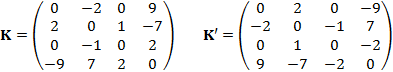 K = ( 0 −2 0 9
2 0 1 −7
0 −1 0 2
−9 7 2 0 )
K′ = ( 0 2 0 −9
−2 0 −1 7
0 1 0 −2
9 −7 −2 0 )